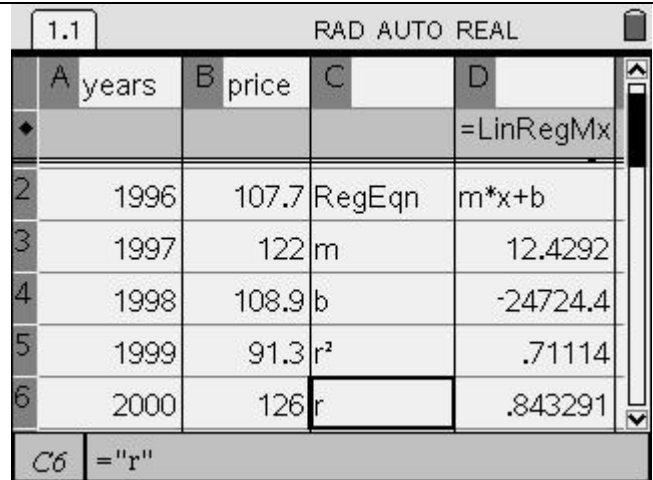 1.1 RAD AUTO REAL
A years B price C D
=LinRegMx
2 1996 107.7 RegEqn m*x+b
3 1997 122 m 12.4292
4 1998 108.9 b -24724.4
5 1999 91.3 r² .71114
6 2000 126 r .843291
C6 ="r"